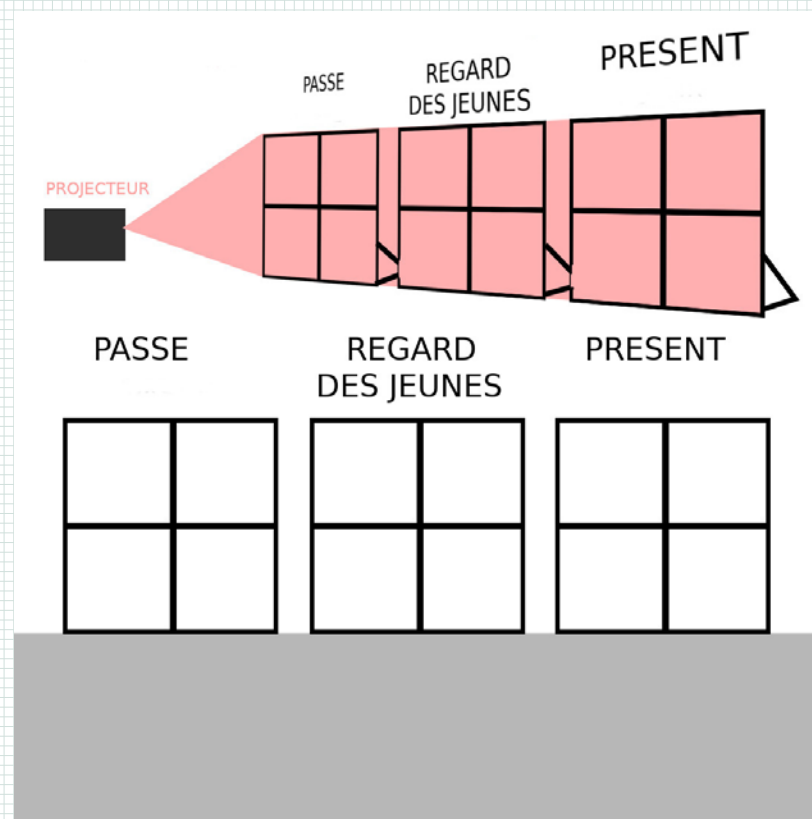 PRESENT
REGARD
DES JEUNES
PASSE
PROJECTEUR
PASSE
REGARD
DES JEUNES
PRESENT